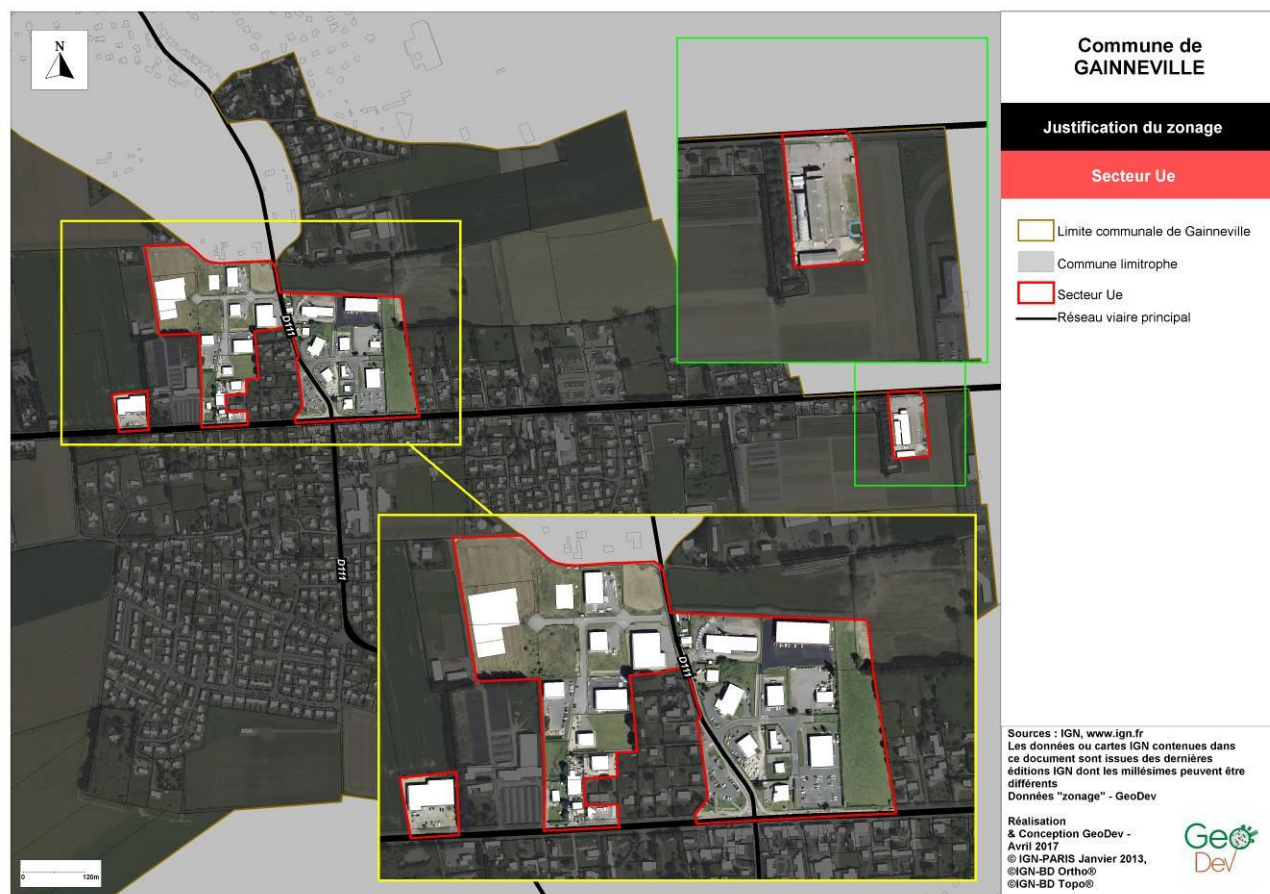 N
Commune de
GAINNEVILLE
Justification du zonage
Secteur Ue
Limite communale de Gainneville
Commune limitrophe
Secteur Ue
Réseau viaire principal
D111
D111
D111
0
120m
Sources : IGN, www.ign.fr
Les données ou cartes IGN contenues dans
ce document sont issues des dernières
éditions IGN dont les millésimes peuvent être
différents
Données "zonage" - GeoDev
Réalisation
& Conception GeoDev -
Avril 2017
© IGN-PARIS Janvier 2013,
©IGN-BD Ortho®
©IGN-BD Topo®
Geo
Dev